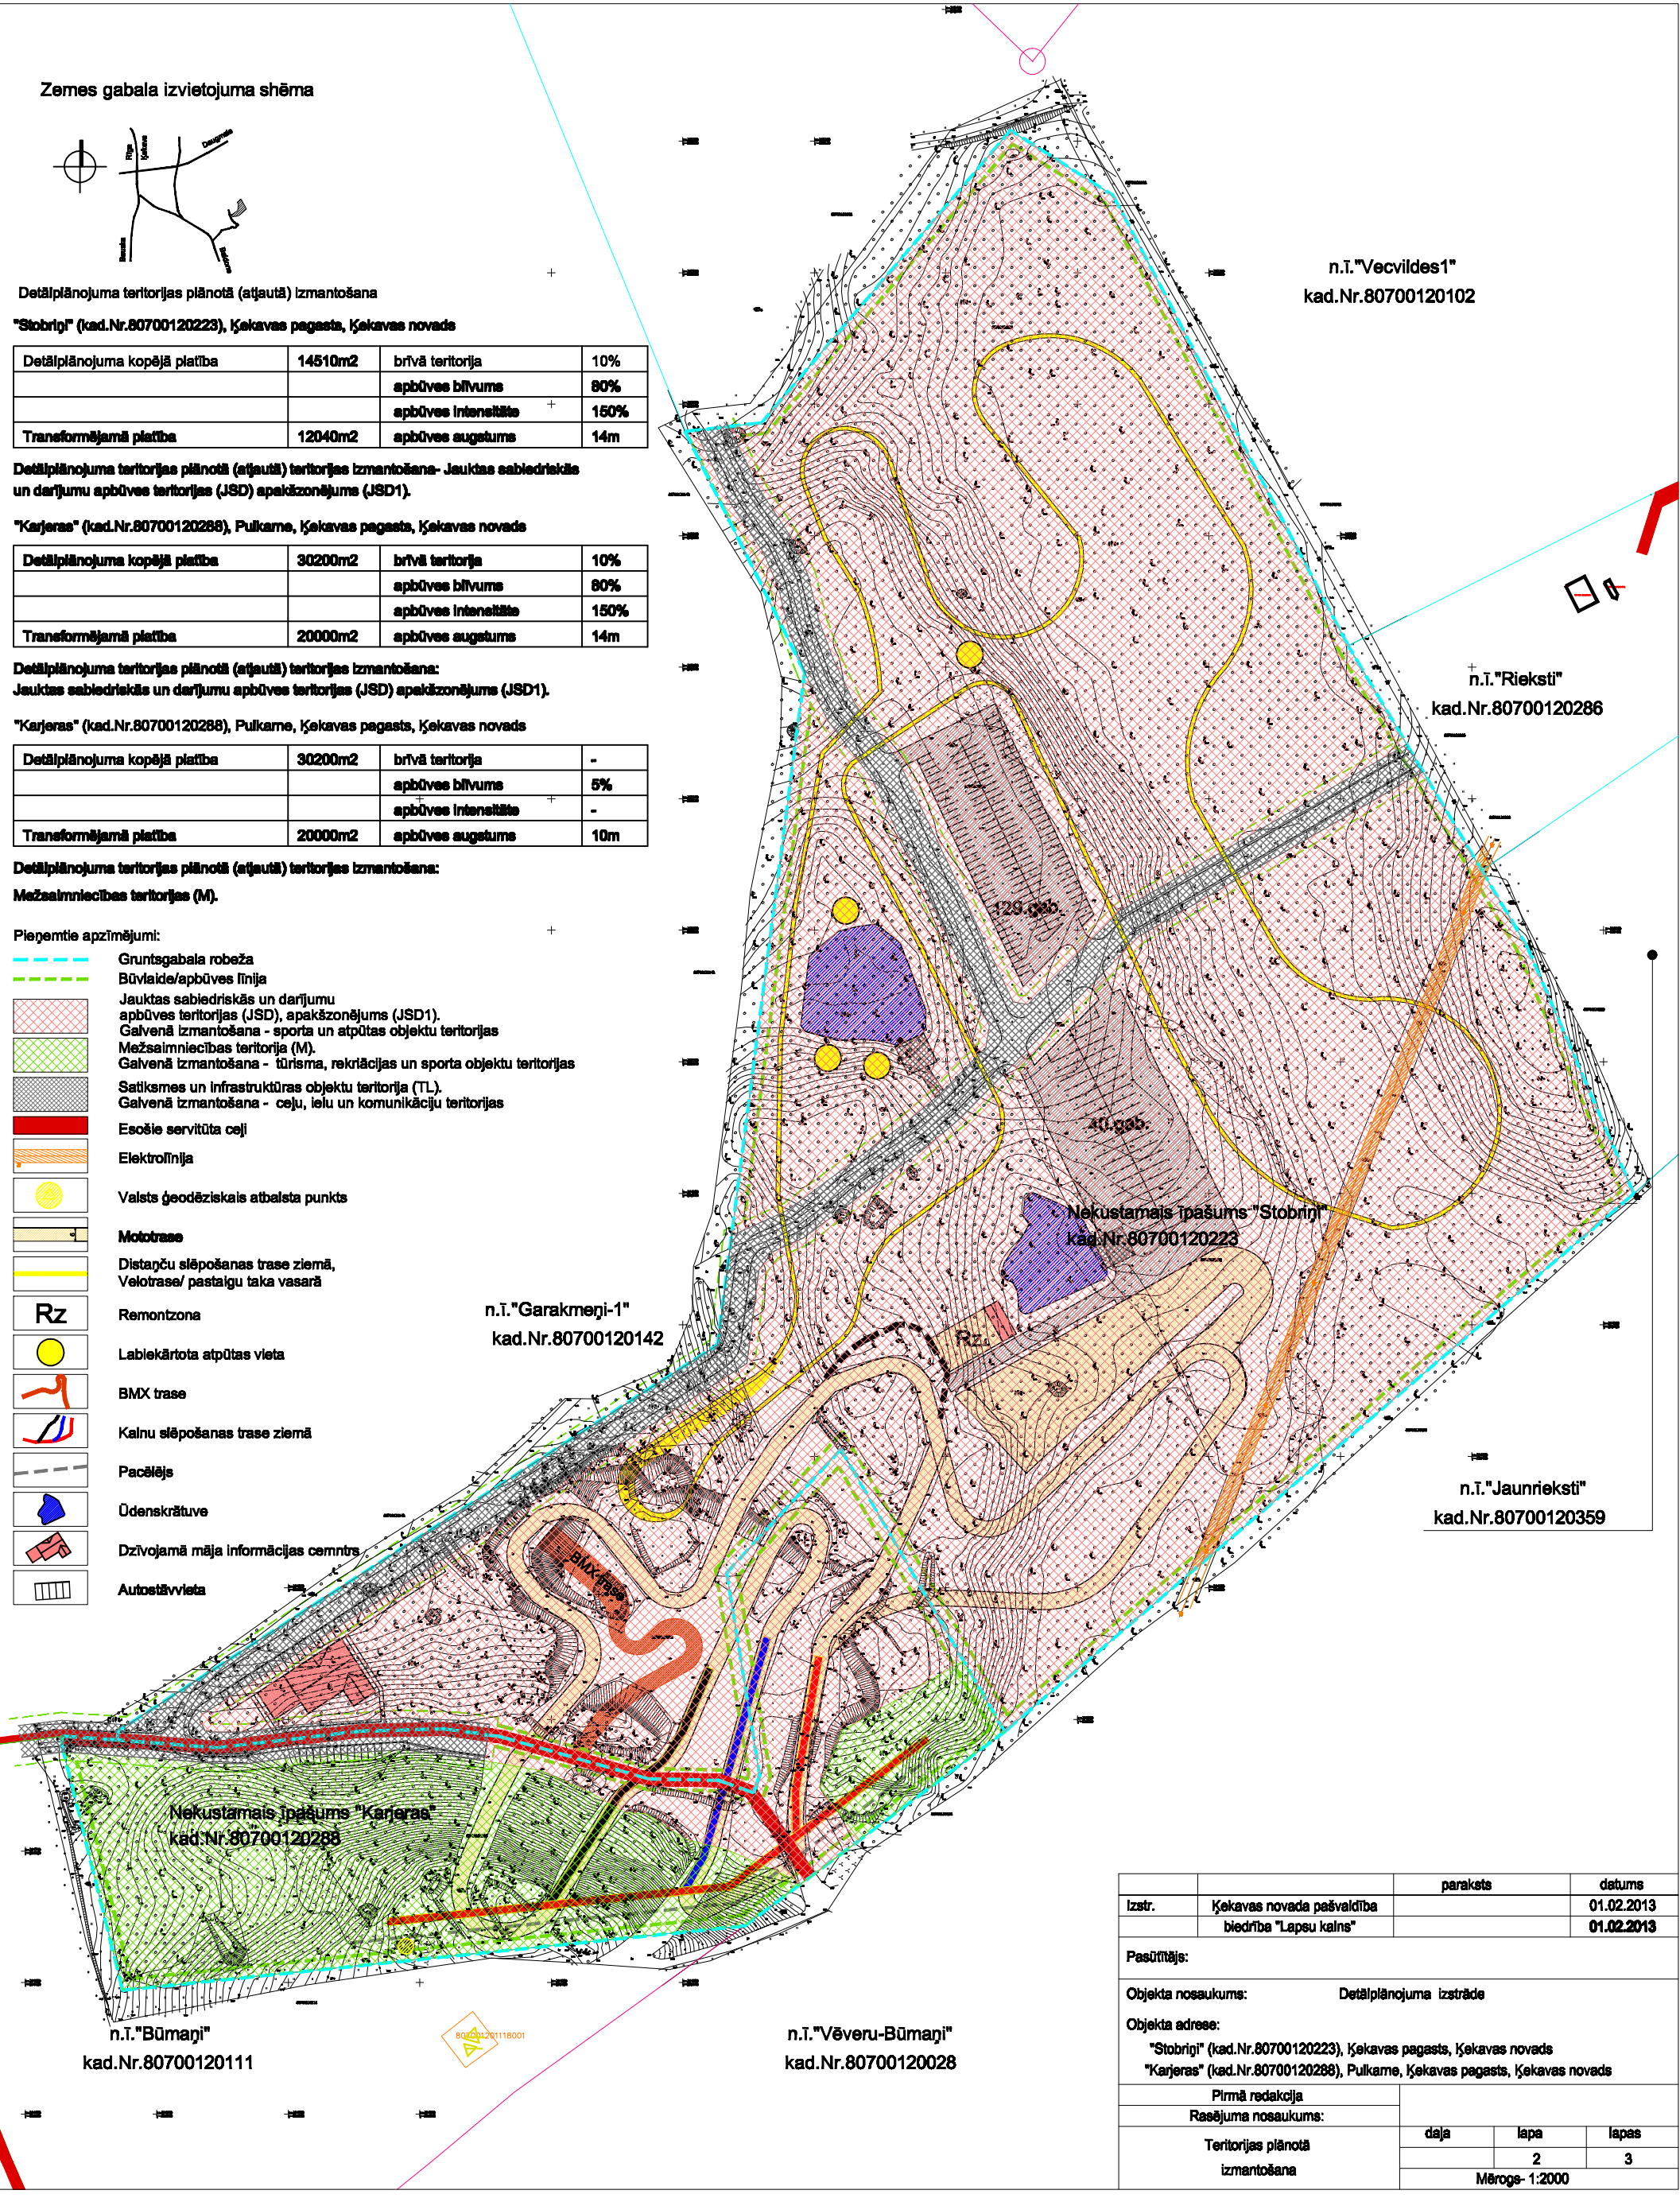 Zemes gabala izvietojuma shēma
Rīga
Ķekava
Daugmale
Bauska
Baldone
Detālplānojuma teritorijas plānotā (atļautā) izmantošana
"Stobriņi" (kad.Nr.80700120223), Ķekavas pagasts, Ķekavas novads
Detālplānojuma kopējā platība 14510m2 brīvā teritorija 10%
apbūves blīvums 80%
apbūves intensitāte 150%
Transformējamā platība 12040m2 apbūves augstums 14m
Detālplānojuma teritorijas plānotā (atļautā) teritorijas izmantošana- Jauktas sabiedriskās
un darījumu apbūves teritorijas (JSD) apakšzonējums (JSD1).
"Karjeras" (kad.Nr.80700120288), Pulkarne, Ķekavas pagasts, Ķekavas novads
Detālplānojuma kopējā platība 30200m2 brīvā teritorija 10%
apbūves blīvums 80%
apbūves intensitāte 150%
Transformējamā platība 20000m2 apbūves augstums 14m
Detālplānojuma teritorijas plānotā (atļautā) teritorijas izmantošana:
Jauktas sabiedriskās un darījumu apbūves teritorijas (JSD) apakšzonējums (JSD1).
"Karjeras" (kad.Nr.80700120288), Pulkarne, Ķekavas pagasts, Ķekavas novads
Detālplānojuma kopējā platība 30200m2 brīvā teritorija -
apbūves blīvums 5%
apbūves intensitāte -
Transformējamā platība 20000m2 apbūves augstums 10m
Detālplānojuma teritorijas plānotā (atļautā) teritorijas izmantošana:
Mežsaimniecības teritorijas (M).
Pieņemtie apzīmējumi:
Gruntsgabala robeža
Būvlaide/apbūves līnija
Jauktas sabiedriskās un darījumu
apbūves teritorijas (JSD), apakšzonējums (JSD1).
Galvenā izmantošana - sporta un atpūtas objektu teritorijas
Mežsaimniecības teritorija (M).
Galvenā izmantošana - tūrisma, rekriācijas un sporta objektu teritorijas
Satiksmes un infrastruktūras objektu teritorija (TL).
Galvenā izmantošana - ceļu, ielu un komunikāciju teritorijas
Esošie servitūta ceļi
Elektrolīnija
Valsts ģeodēziskais atbalsta punkts
6
Mototrase
Distanču slēpošanas trase ziemā,
Velotrase/ pastaigu taka vasarā
Rz Remontzona
Labiekārtota atpūtas vieta
BMX trase
Kalnu slēpošanas trase ziemā
Pacēlējs
Ūdenskrātuve
Dzīvojamā māja informācijas cemntrs
Autostāvvieta
n.ī."Vecvildes1"
kad.Nr.80700120102
n.ī."Rieksti"
kad.Nr.80700120286
129.gab.
40.gab.
Nekustamais īpašums "Stobriņi"
kad.Nr.80700120223
n.ī."Garakmeņi-1"
kad.Nr.80700120142
Rz.
n.ī."Jaunrieksti"
kad.Nr.80700120359
BMX trase
Nekustamais īpašums "Karjeras"
kad.Nr.80700120288
n.ī."Būmaņi"
kad.Nr.80700120111
807001201118001
n.ī."Vēveru-Būmaņi"
kad.Nr.80700120028
paraksts datums
Izstr. Ķekavas novada pašvaldība 01.02.2013
biedrība "Lapsu kalns" 01.02.2013
Pasūtītājs:
Objekta nosaukums: Detālplānojuma izstrāde
Objekta adrese:
"Stobriņi" (kad.Nr.80700120223), Ķekavas pagasts, Ķekavas novads
"Karjeras" (kad.Nr.80700120288), Pulkarne, Ķekavas pagasts, Ķekavas novads
Pirmā redakcija
Rasējuma nosaukums:
Teritorijas plānotā
izmantošana
daļa lapa lapas
2 3
Mērogs- 1:2000